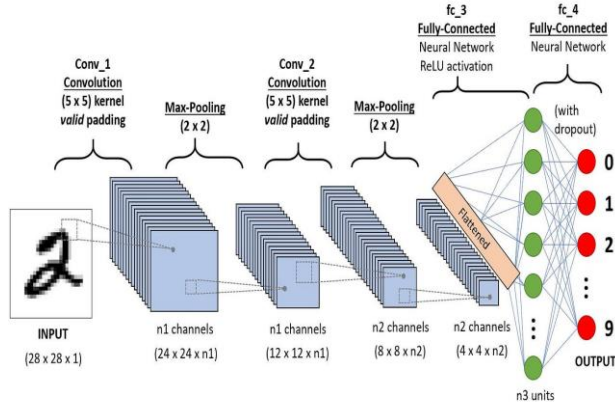 fc_3
Fully-Connected
Neural Network
ReLU activation
fc_4
Fully-Connected
Neural Network
Conv_1
Convolution
(5 x 5) kernel
valid padding
Max-Pooling
(2 x 2)
Conv_2
Convolution
(5 x 5) kernel
valid padding
Max-Pooling
(2 x 2)
(with
dropout)
Flattened
2
0
1
2
9
INPUT
(28 x 28 x 1)
n1 channels
(24 x 24 x n1)
n1 channels
(12 x 12 x n1)
n2 channels
(8 x 8 x n2)
n2 channels
(4 x 4 x n2)
OUTPUT
n3 units